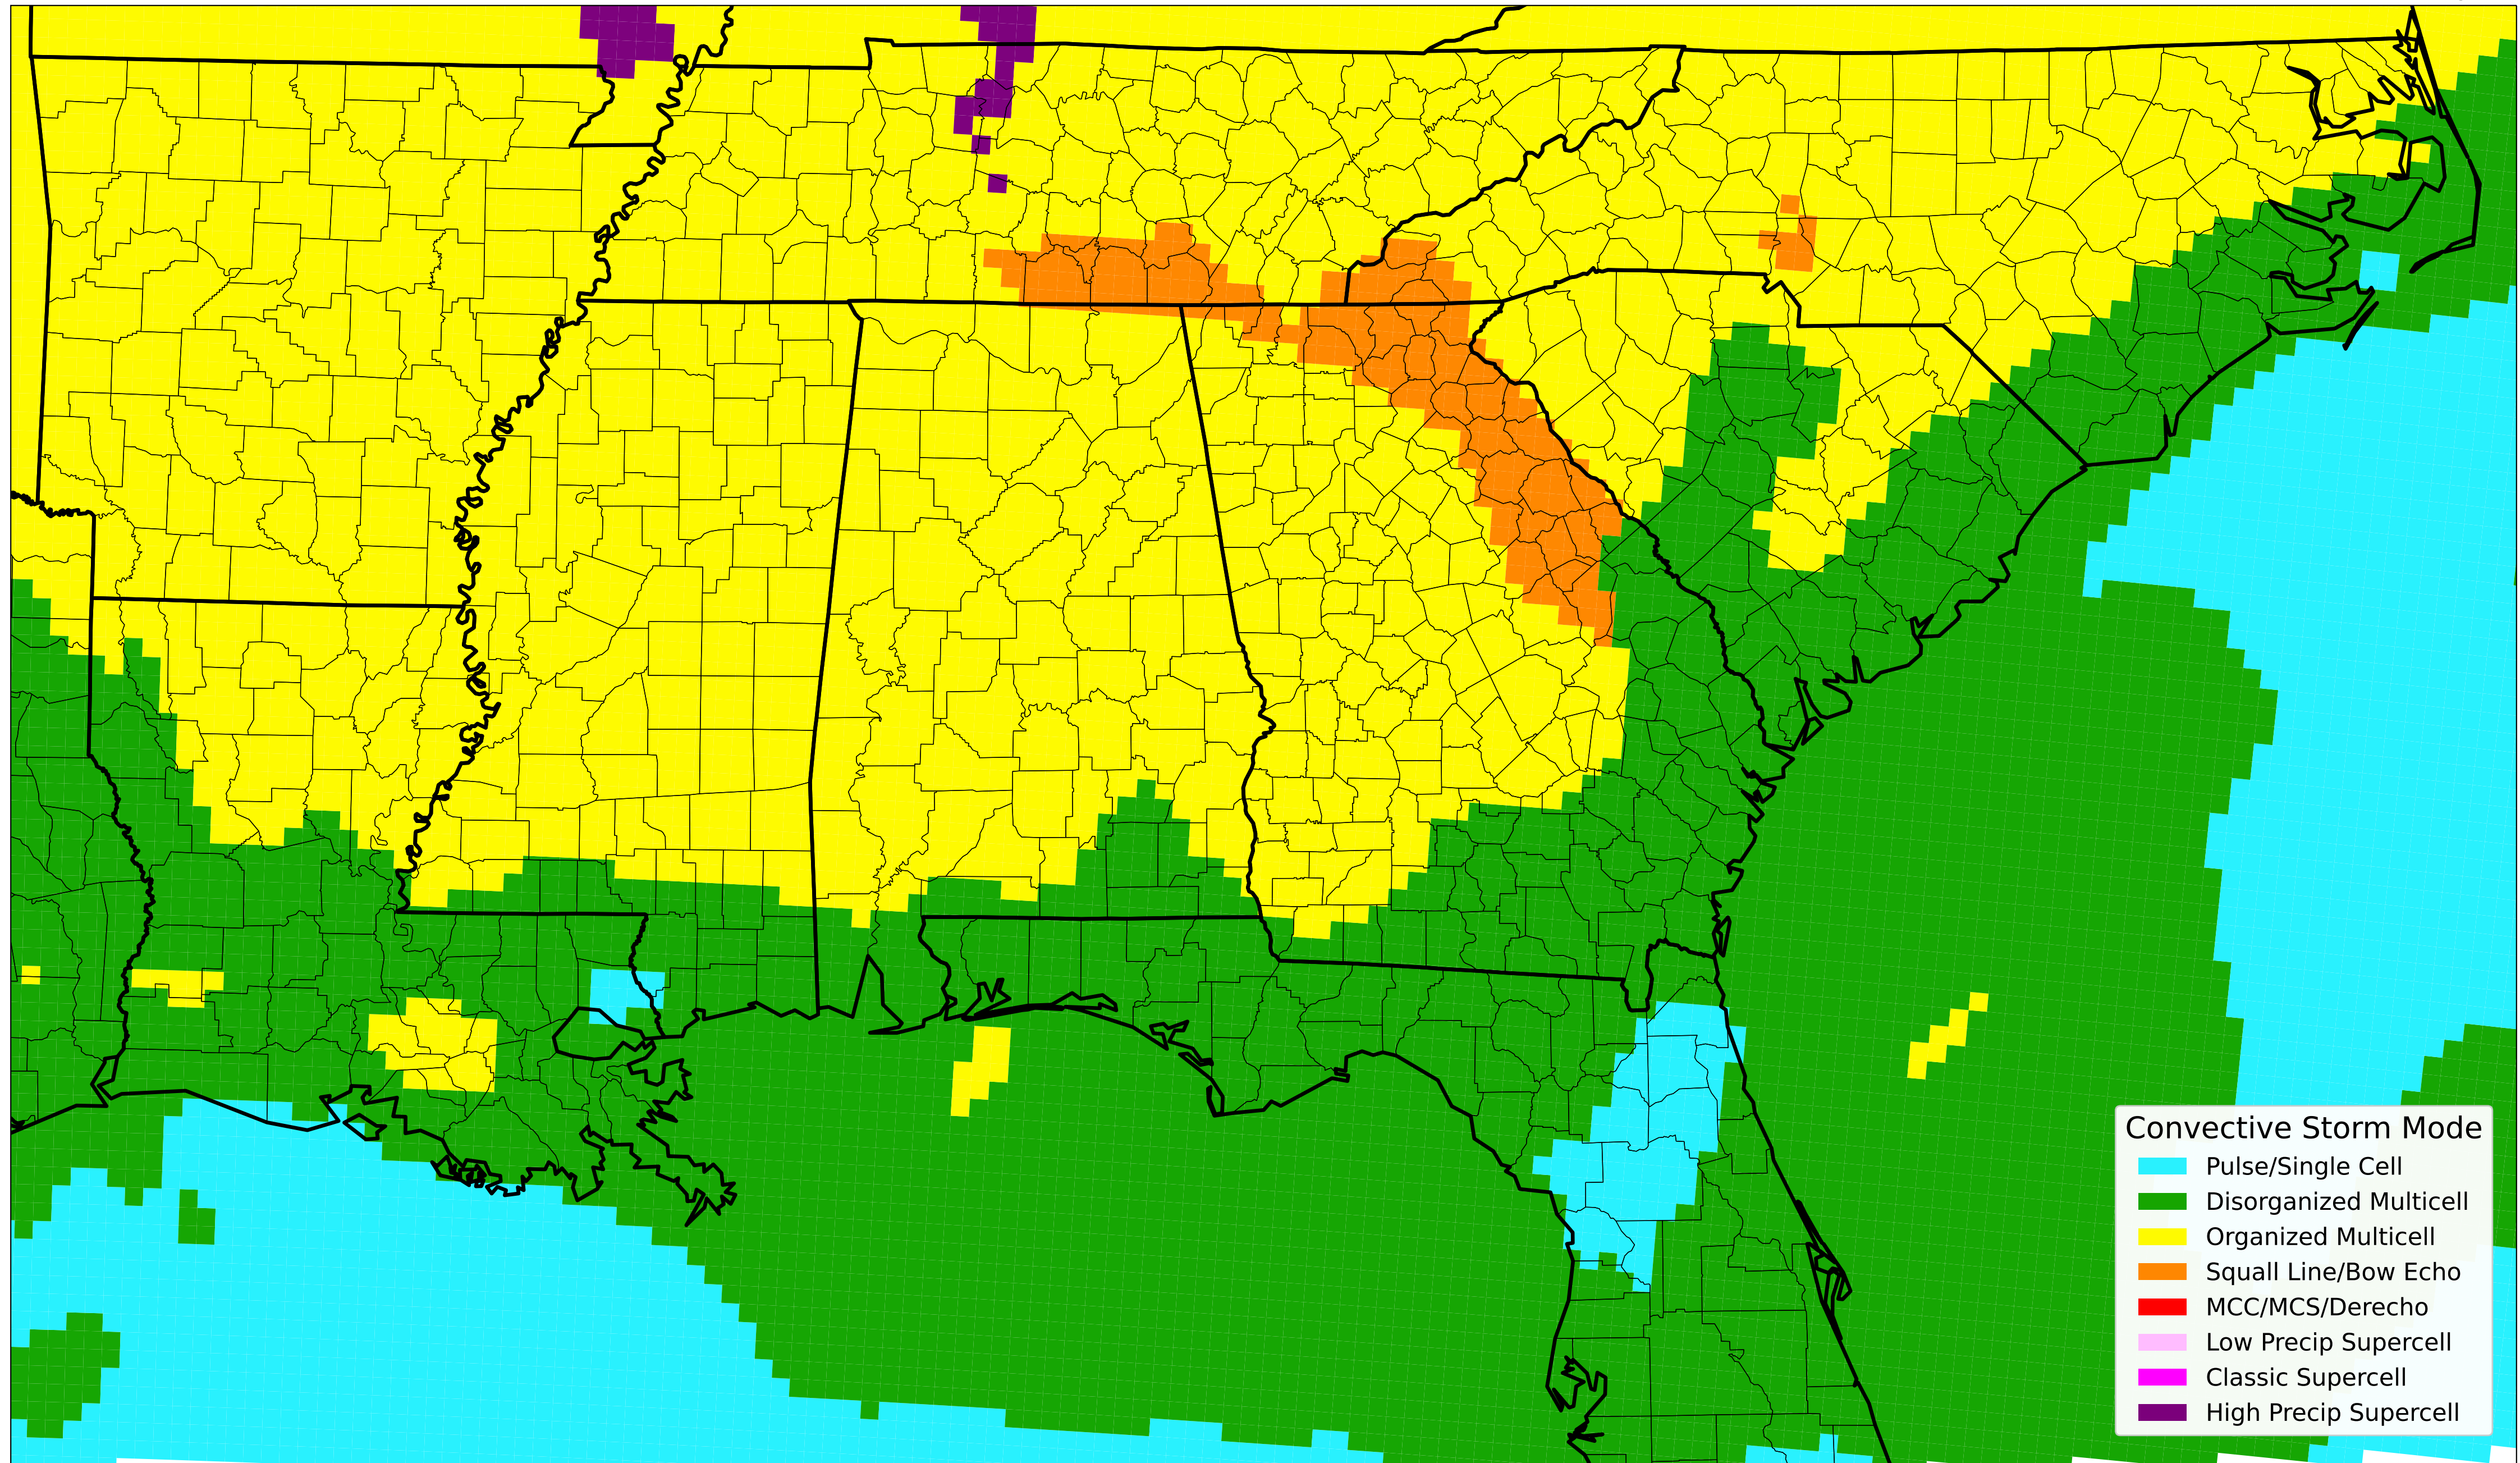 Convective Storm Mode
Pulse/Single Cell
Disorganized Multicell
Organized Multicell
Squall Line/Bow Echo
MCC/MCS/Derecho
Low Precip Supercell
Classic Supercell
High Precip Supercell